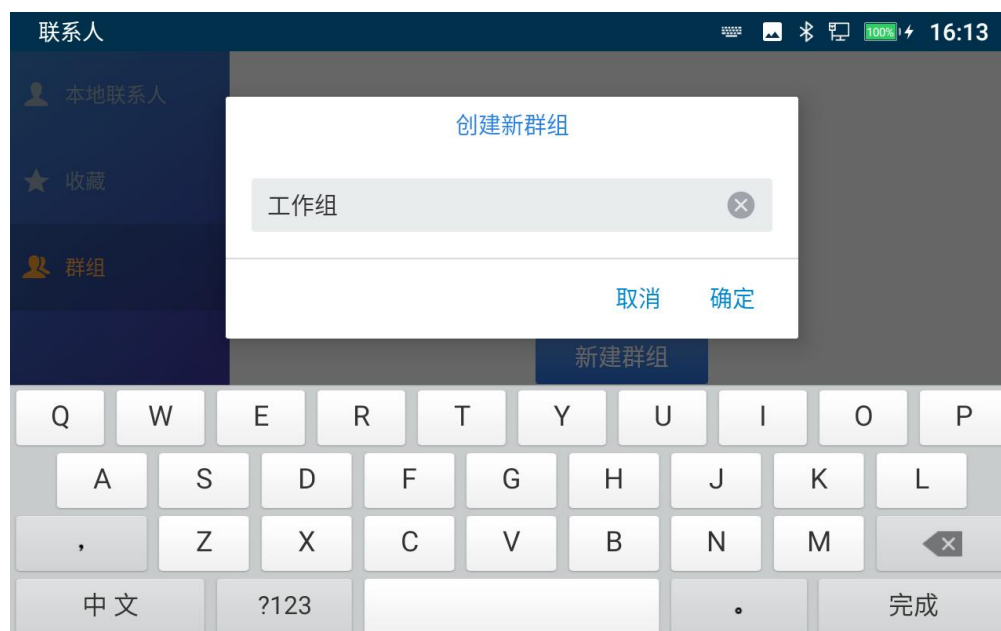 联系人
100%
16:13
本地联系人
收藏
群组
创建新群组
工作组
取消 确定
新建群组
Q W E R T Y U I O P
A S D F G H J K L
， Z X C V B N M
中文 ?123 。 完成